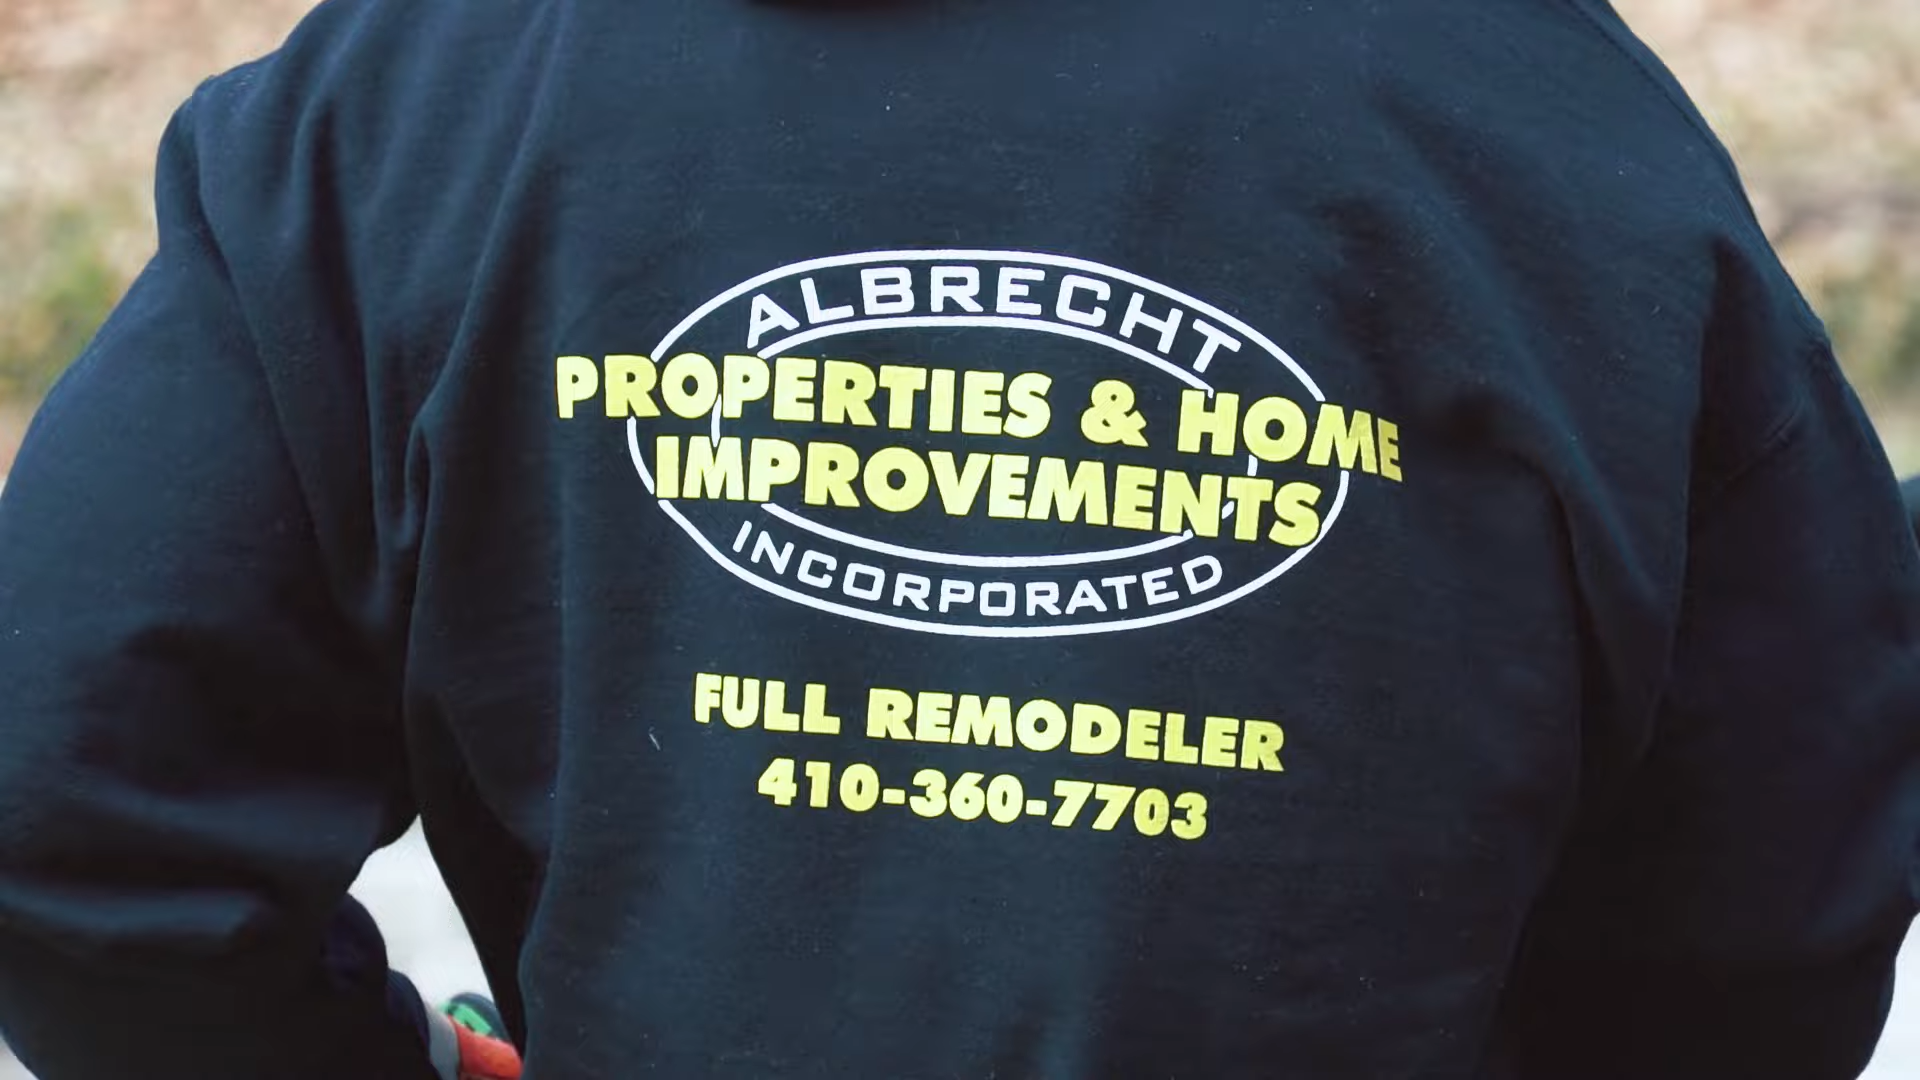 ALBRECHT
PROPERTIES & HOME
IMPROVEMENTS
INCORPORATED
FULL REMODELER
410-360-7703